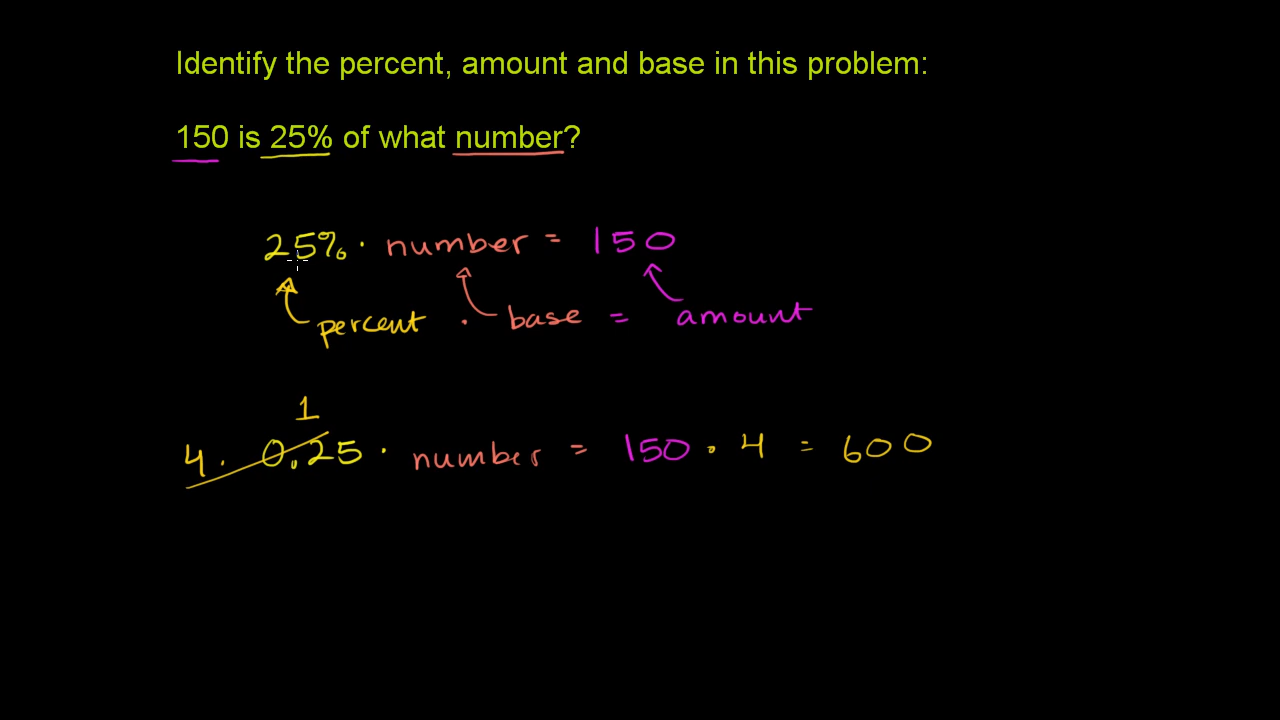 Identify the percent, amount and base in this problem:
150 is 25% of what number?
25% · number = 150
percent · base = amount
1
4 · 0.25 · number = 150 · 4 = 600